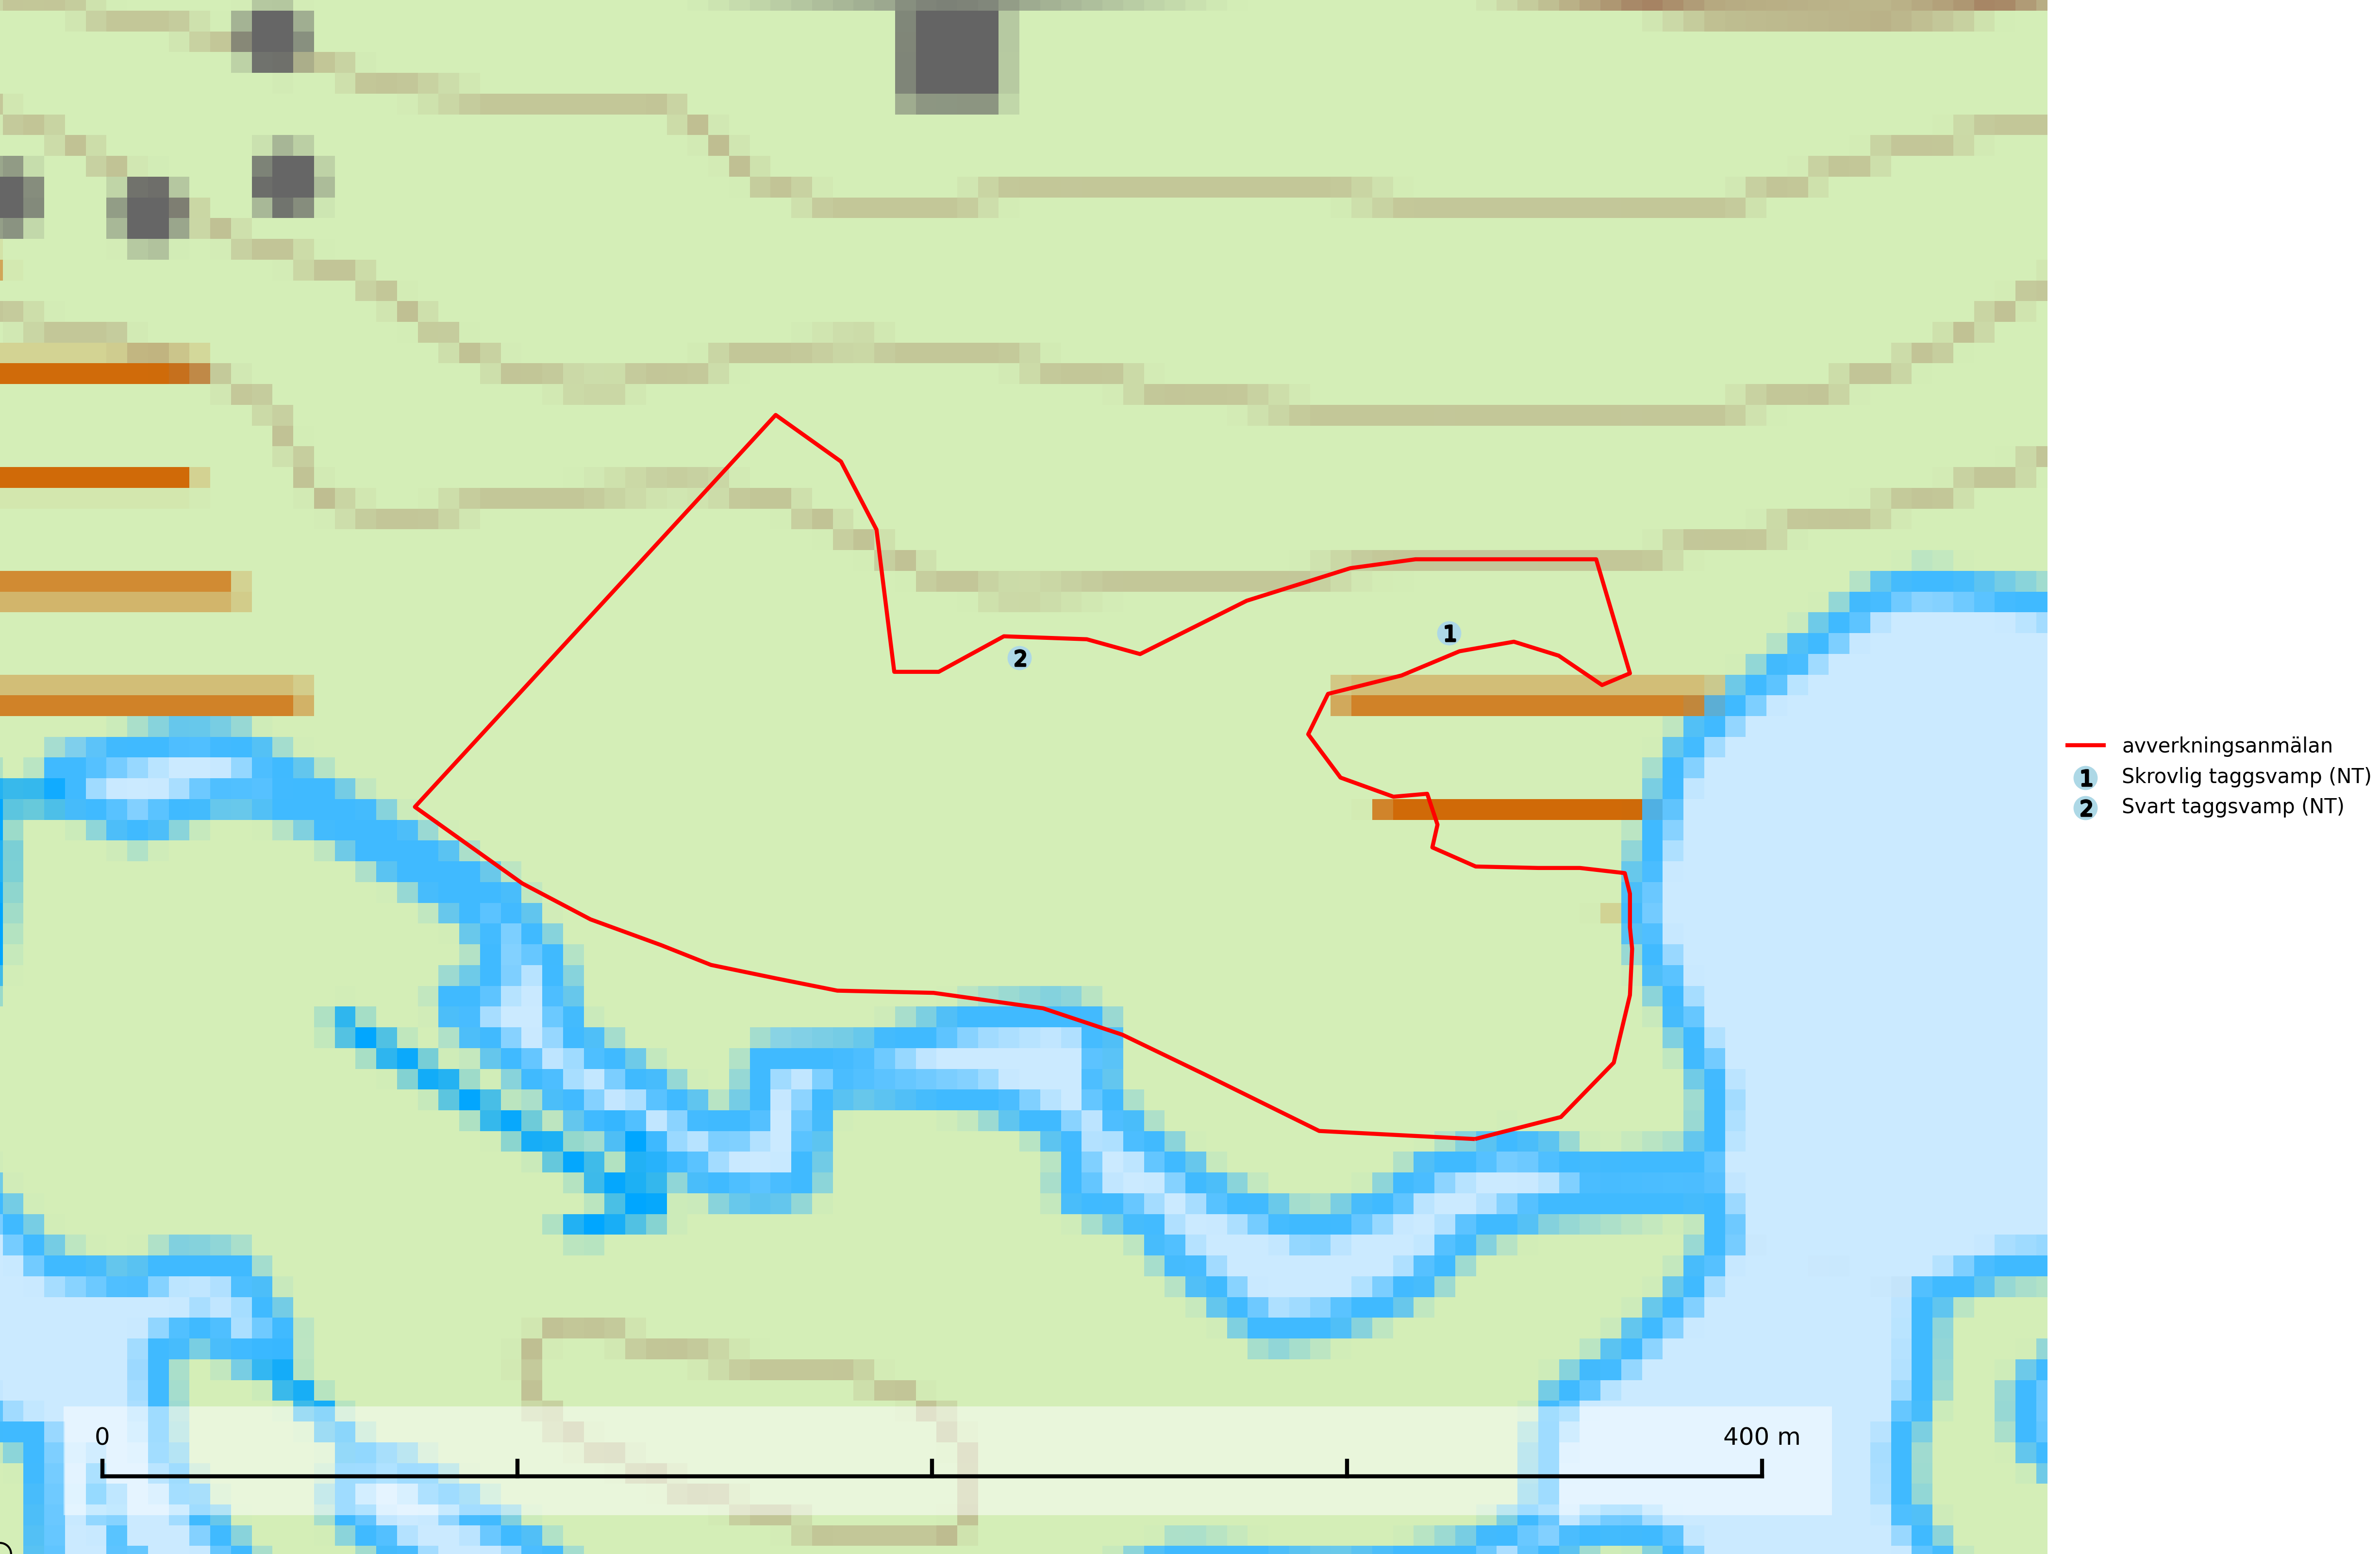 1
2
avverkningsanmälan
1 Skrovlig taggsvamp (NT)
2 Svart taggsvamp (NT)
0 400 m